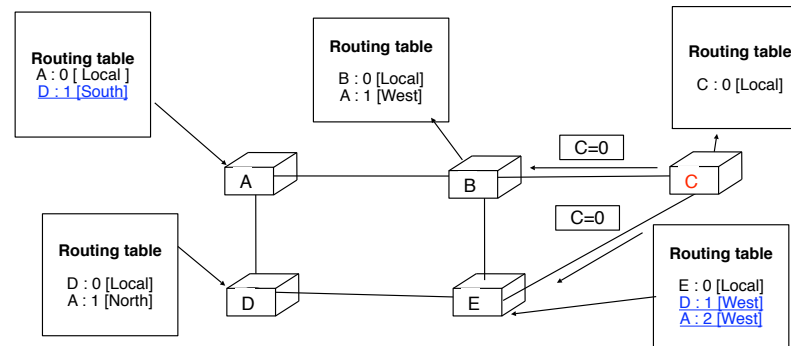 Routing table
A : 0 [ Local ]
D : 1 [South]
Routing table
B : 0 [Local]
A : 1 [West]
Routing table
C : 0 [Local]
C=0
A
B
C
C=0
Routing table
D : 0 [Local]
A : 1 [North]
D
E
Routing table
E : 0 [Local]
D : 1 [West]
A : 2 [West]